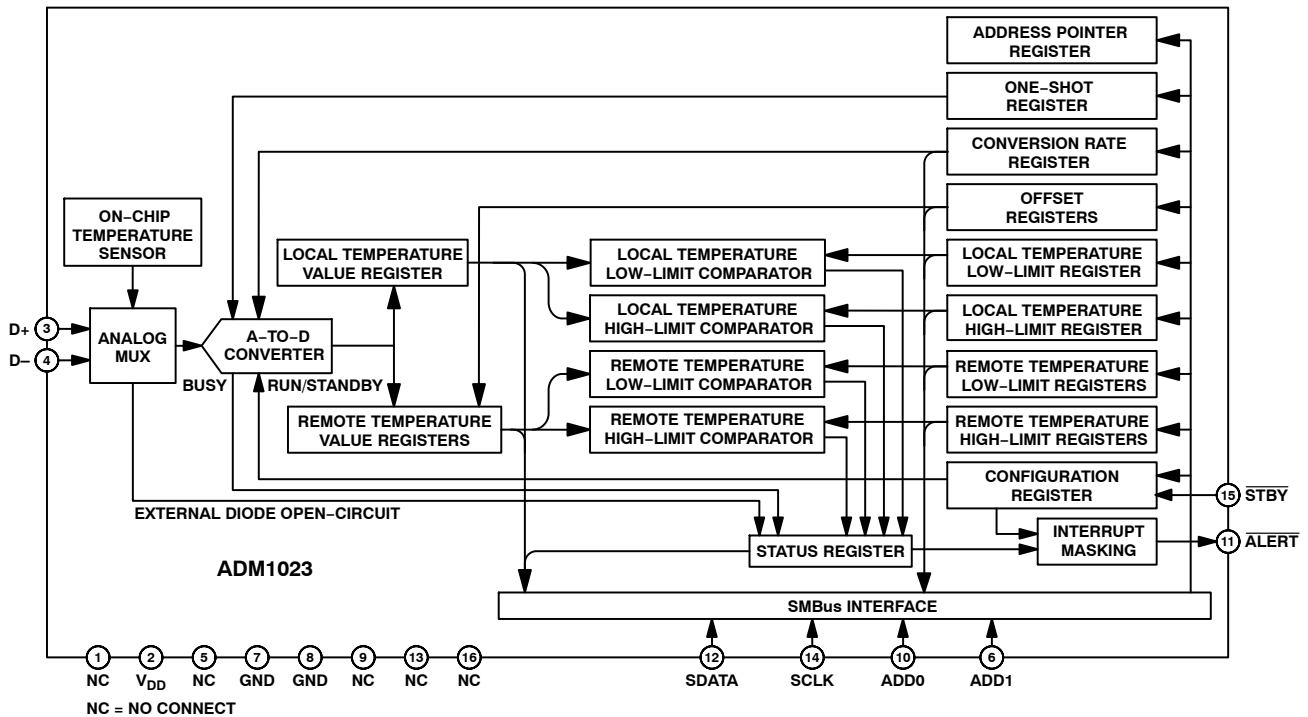 ADDRESS POINTER
REGISTER
ONE−SHOT
REGISTER
CONVERSION RATE
REGISTER
OFFSET
REGISTERS
ON−CHIP
TEMPERATURE
SENSOR
LOCAL TEMPERATURE
VALUE REGISTER
LOCAL TEMPERATURE
LOW−LIMIT COMPARATOR
LOCAL TEMPERATURE
LOW−LIMIT REGISTER
LOCAL TEMPERATURE
HIGH−LIMIT COMPARATOR
LOCAL TEMPERATURE
HIGH−LIMIT REGISTER
D+
3
D−
4
ANALOG
MUX
A−TO−D
CONVERTER
BUSY
RUN/STANDBY
REMOTE TEMPERATURE
LOW−LIMIT COMPARATOR
REMOTE TEMPERATURE
LOW−LIMIT REGISTERS
REMOTE TEMPERATURE
VALUE REGISTERS
REMOTE TEMPERATURE
HIGH−LIMIT COMPARATOR
REMOTE TEMPERATURE
HIGH−LIMIT REGISTERS
CONFIGURATION
REGISTER
15
STBY
EXTERNAL DIODE OPEN−CIRCUIT
STATUS REGISTER
INTERRUPT
MASKING
11
ALERT
ADM1023
SMBus INTERFACE
1
2
5
7
8
9
13
16
12
14
10
6
NC
VDD
NC
GND
GND
NC
NC
NC
SDATA
SCLK
ADD0
ADD1
NC = NO CONNECT